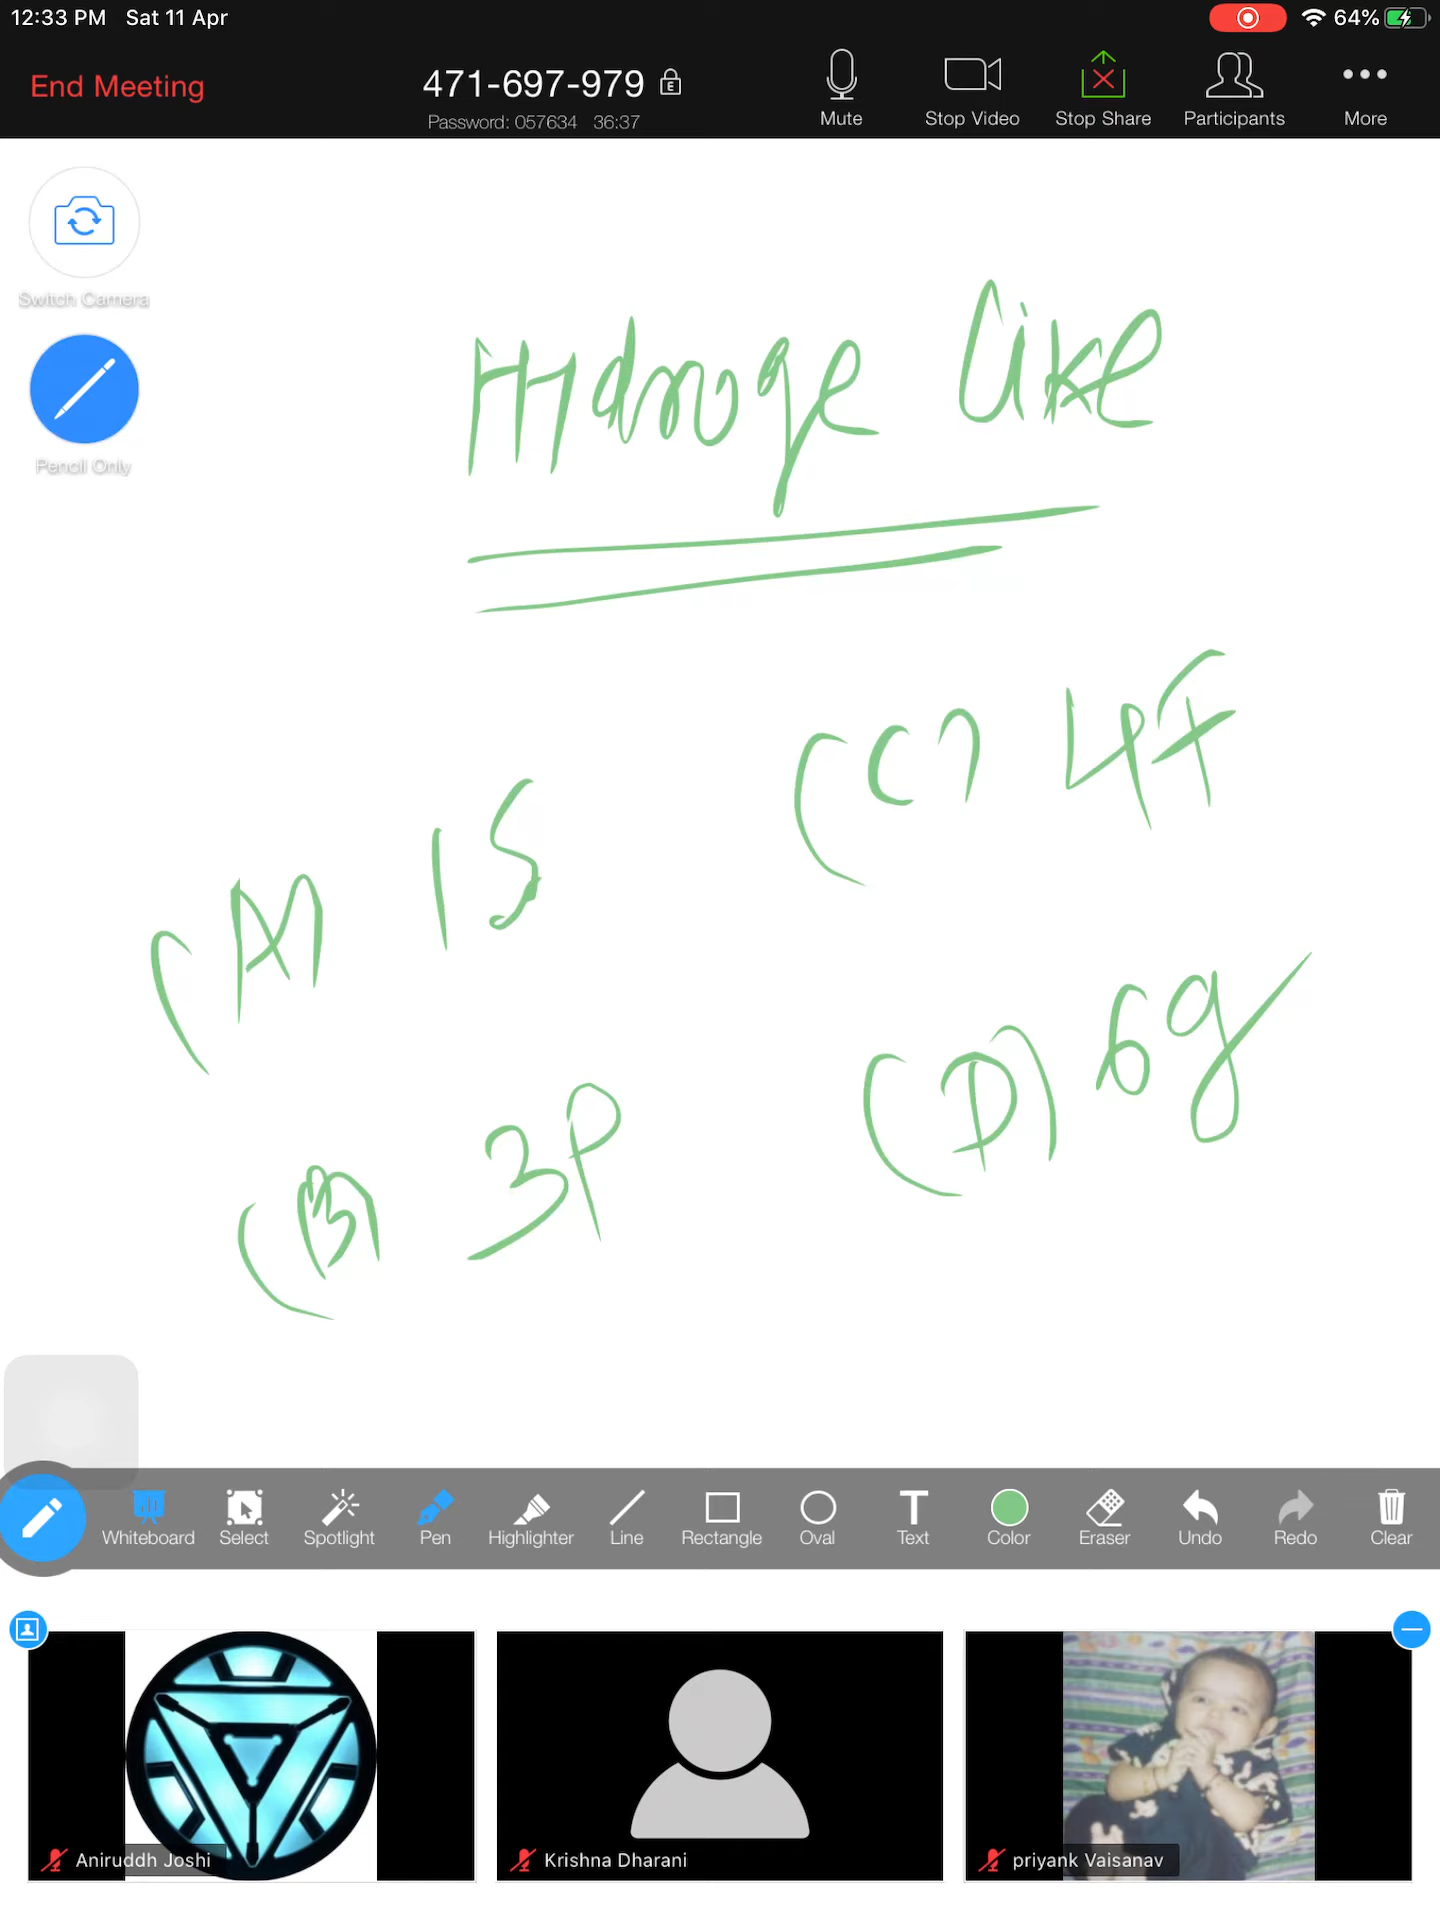 12:33 PM Sat 11 Apr 64%
End Meeting
471-697-979
Password: 057634 36:37
Mute
Stop Video
Stop Share
Participants
More
Switch Camera
Pencil Only
Hydroge Like
(A) 1S
(B) 3P
(C) 4F
(D) 6g
Whiteboard
Select
Spotlight
Pen
Highlighter
Line
Rectangle
Oval
T
Text
Color
Eraser
Undo
Redo
Clear
Aniruddh Joshi
Krishna Dharani
priyank Vaisanav